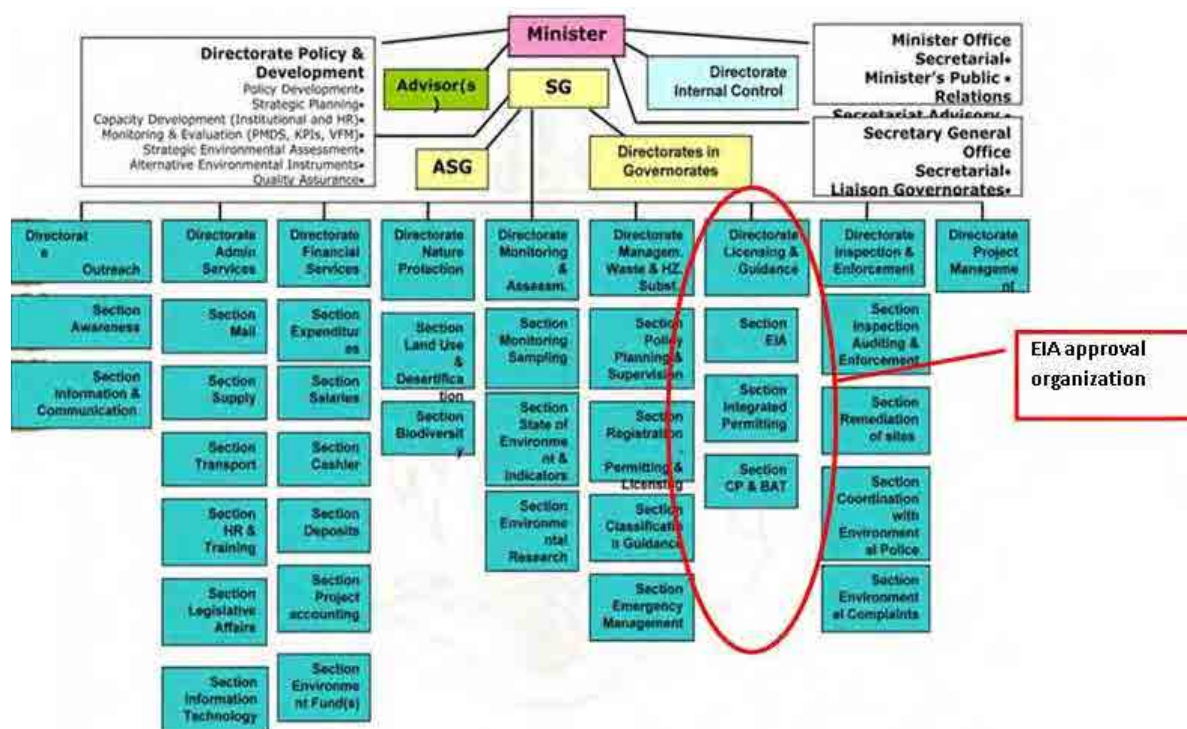 Minister
Directorate Policy &
Development
Policy Development•
Strategic Planning•
Capacity Development (Institutional and HR)•
Monitoring & Evaluation (PMDS, KPIs, VFM)•
Strategic Environmental Assessment•
Alternative Environmental Instruments•
Quality Assurance•
Advisor(s
)
SG
Directorate
Internal Control
Minister Office
Secretarial•
Minister's Public •
Relations
Secretariat Advisory •
Secretary General
Office
Secretarial•
Liaison Governorates•
ASG
Directorates in
Governorates
Directorat
e
Outreach
Section
Awareness
Section
Information &
Communication
Directorate
Admin
Services
Section
Mail
Section
Supply
Section
Transport
Section
HR &
Training
Section
Legislative
Affairs
Section
Information
Technology
Directorate
Financial
Services
Section
Expenditur
es
Section
Salaries
Section
Cashier
Section
Deposits
Section
Project
accounting
Section
Environme
nt Fund(s)
Directorate
Nature
Protection
Section
Land Use
&
Desertifica
tion
Section
Biodiversit
y
Directorate
Monitoring
&
Assessm.
Section
Monitoring
Sampling
Section
State of
Environme
nt &
Indicators
Section
Environme
ntal
Research
Directorate
Managem.
Waste & HZ.
Subst.
Section
Policy
Planning &
Supervision
Section
Registration
,
Permitting &
Licensing
Section
Classificatio
n Guidance
Section
Emergency
Management
Directorate
Licensing &
Guidance
Section
EIA
Section
Integrated
Permitting
Section
CP & BAT
Directorate
Inspection &
Enforcement
Section
Inspection
Auditing &
Enforcement
Section
Remediation
of sites
Section
Coordination
with
Environment
al Police
Section
Environment
al Complaints
Directorate
Project
Manageme
nt
EIA approval
organization